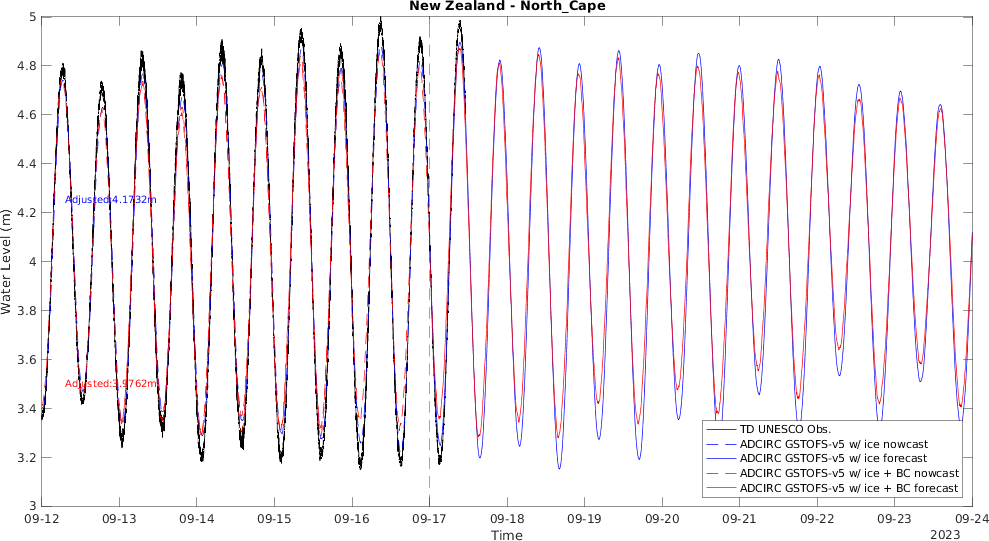 New Zealand - North_Cape
5
4.8
4.6
4.4
4.2
4
3.8
3.6
3.4
3.2
3
Water Level (m)
Adjusted:4.1732m
Adjusted:3.9762m
TD UNESCO Obs.
ADCIRC GSTOFS-v5 w/ ice nowcast
ADCIRC GSTOFS-v5 w/ ice forecast
ADCIRC GSTOFS-v5 w/ ice + BC nowcast
ADCIRC GSTOFS-v5 w/ ice + BC forecast
09-12 09-13 09-14 09-15 09-16 09-17 09-18 09-19 09-20 09-21 09-22 09-23 09-24
Time
2023